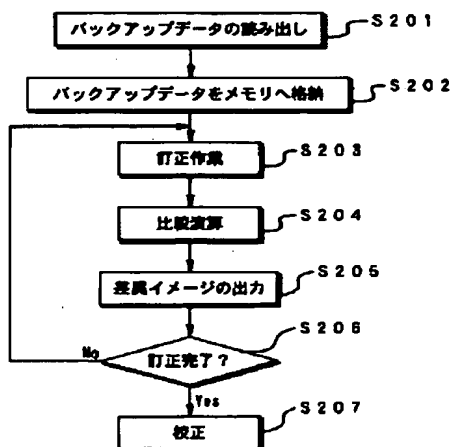 バックアップデータの読み出し S201
バックアップデータをメモリへ格納 S202
訂正作業 S203
比較演算 S204
差異イメージの出力 S205
訂正完了? S206
No
Yes
校正 S207